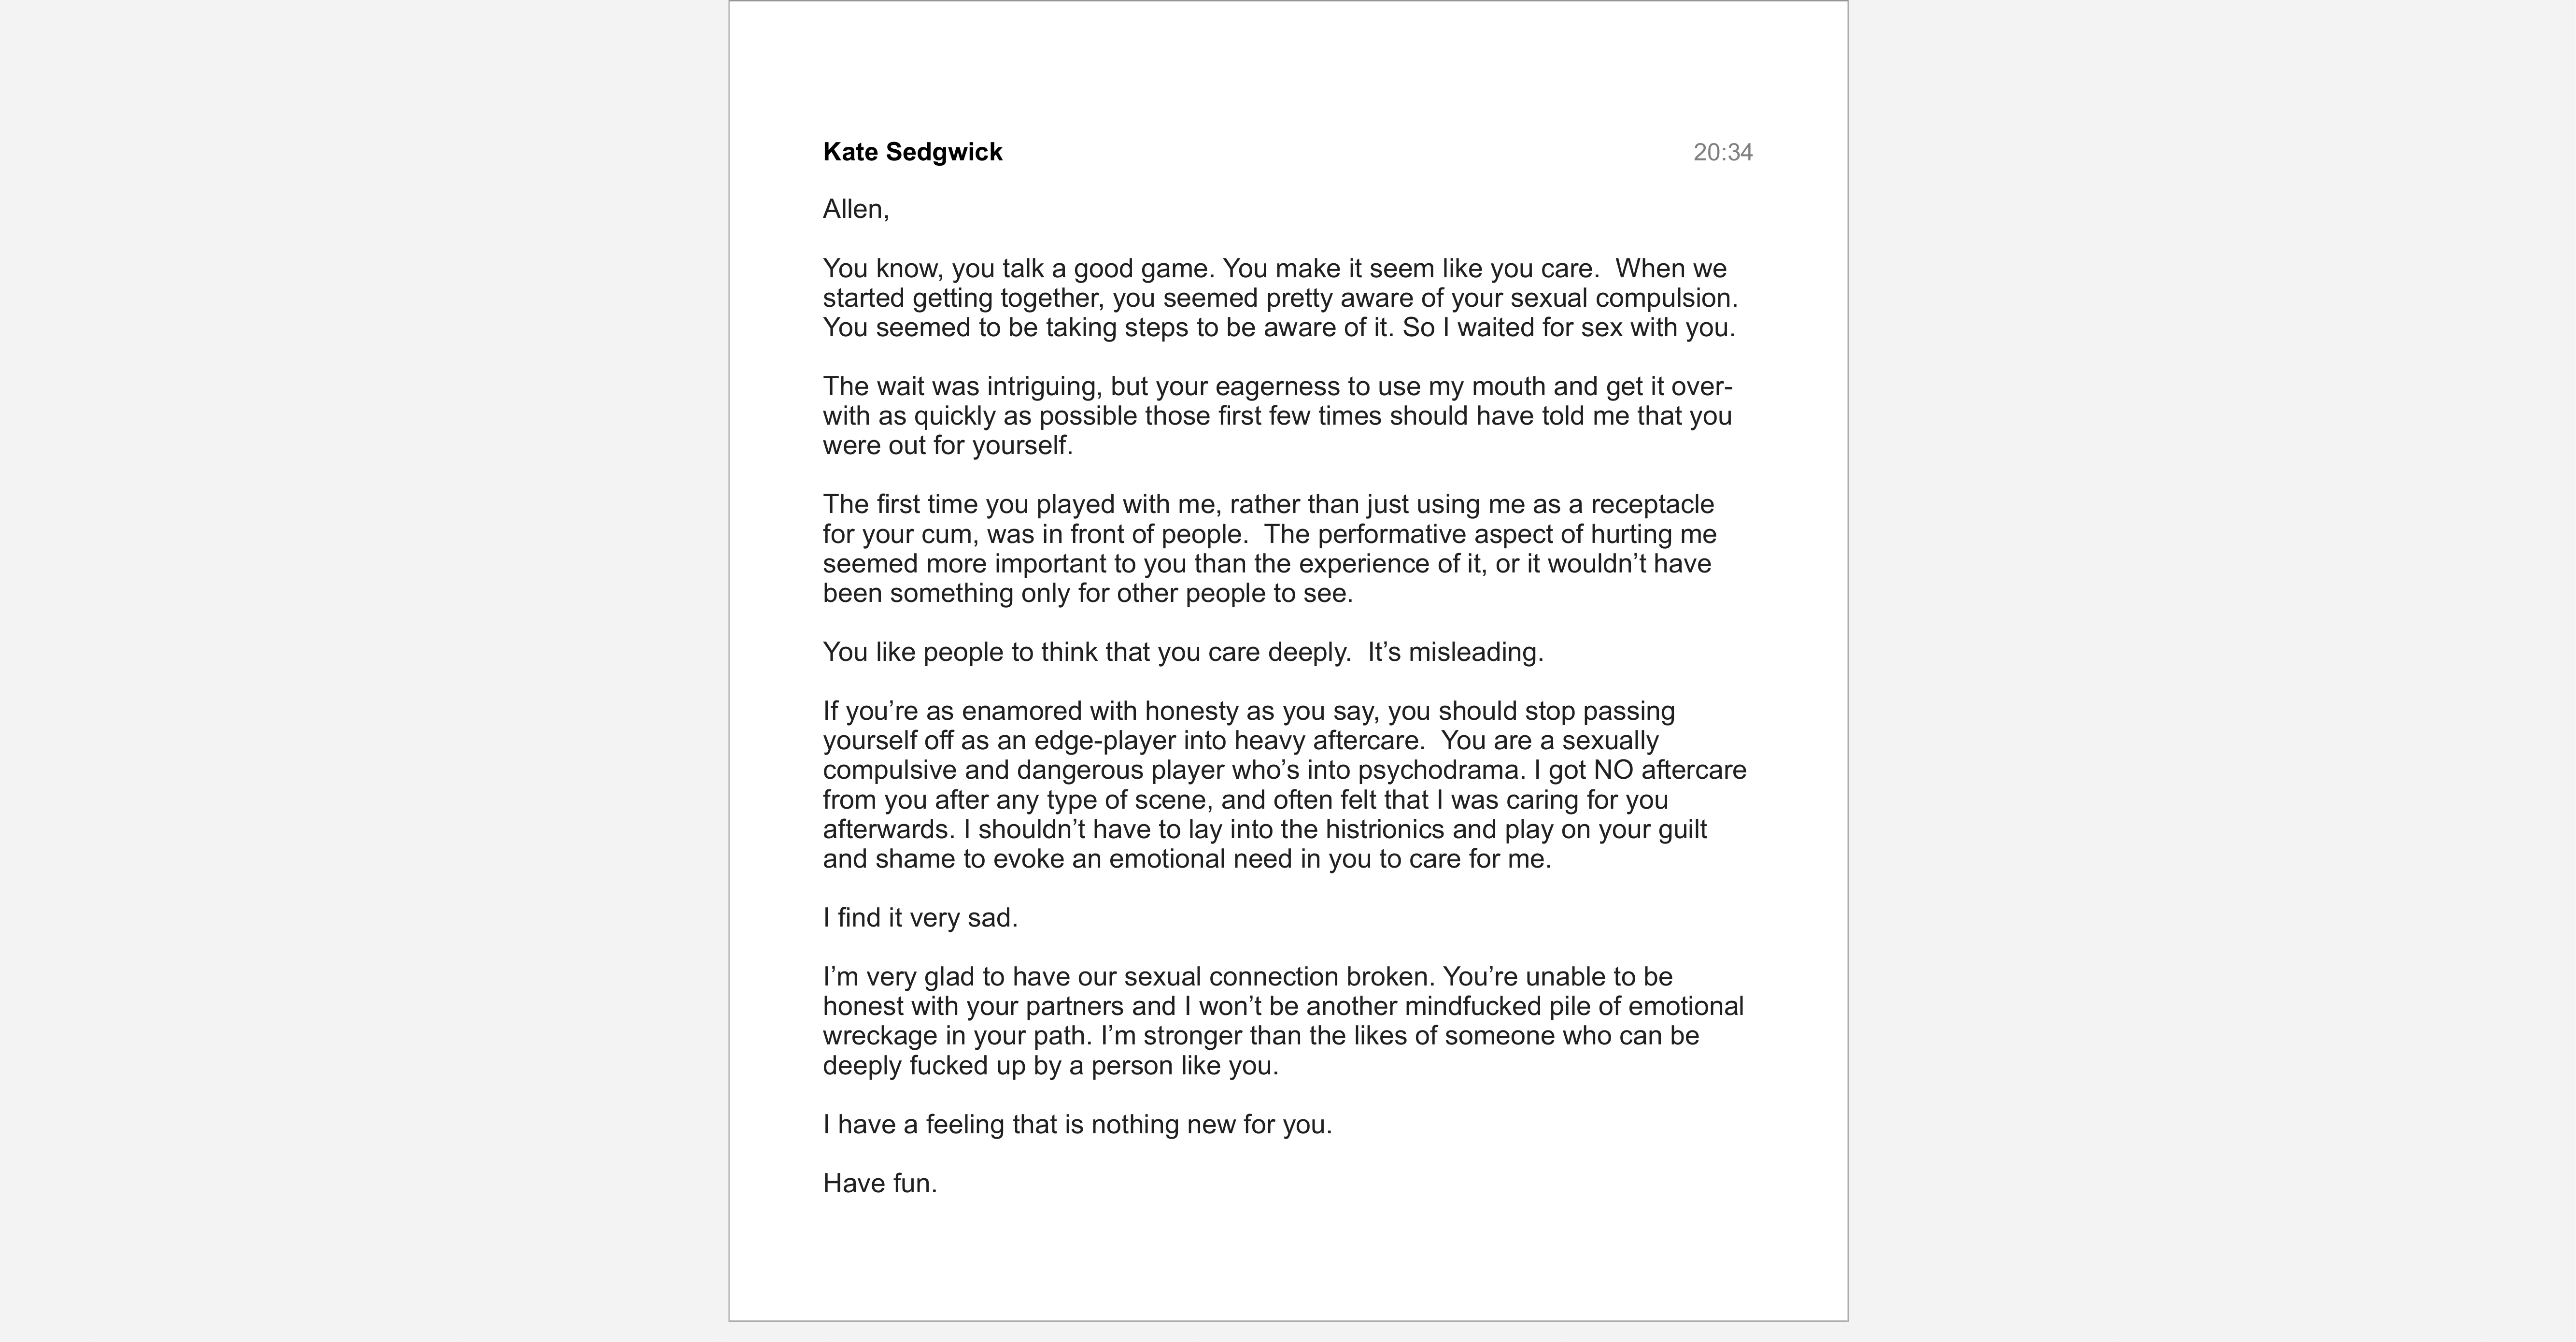 Kate Sedgwick 20:34
Allen,
You know, you talk a good game. You make it seem like you care.  When we
started getting together, you seemed pretty aware of your sexual compulsion.
You seemed to be taking steps to be aware of it. So I waited for sex with you.
The wait was intriguing, but your eagerness to use my mouth and get it over-
with as quickly as possible those first few times should have told me that you
were out for yourself.
The first time you played with me, rather than just using me as a receptacle
for your cum, was in front of people.  The performative aspect of hurting me
seemed more important to you than the experience of it, or it wouldn’t have
been something only for other people to see.
You like people to think that you care deeply.  It’s misleading.
If you’re as enamored with honesty as you say, you should stop passing
yourself off as an edge-player into heavy aftercare.  You are a sexually
compulsive and dangerous player who’s into psychodrama. I got NO aftercare
from you after any type of scene, and often felt that I was caring for you
afterwards. I shouldn’t have to lay into the histrionics and play on your guilt
and shame to evoke an emotional need in you to care for me.
I find it very sad.
I’m very glad to have our sexual connection broken. You’re unable to be
honest with your partners and I won’t be another mindfucked pile of emotional
wreckage in your path. I’m stronger than the likes of someone who can be
deeply fucked up by a person like you.
I have a feeling that is nothing new for you.
Have fun.